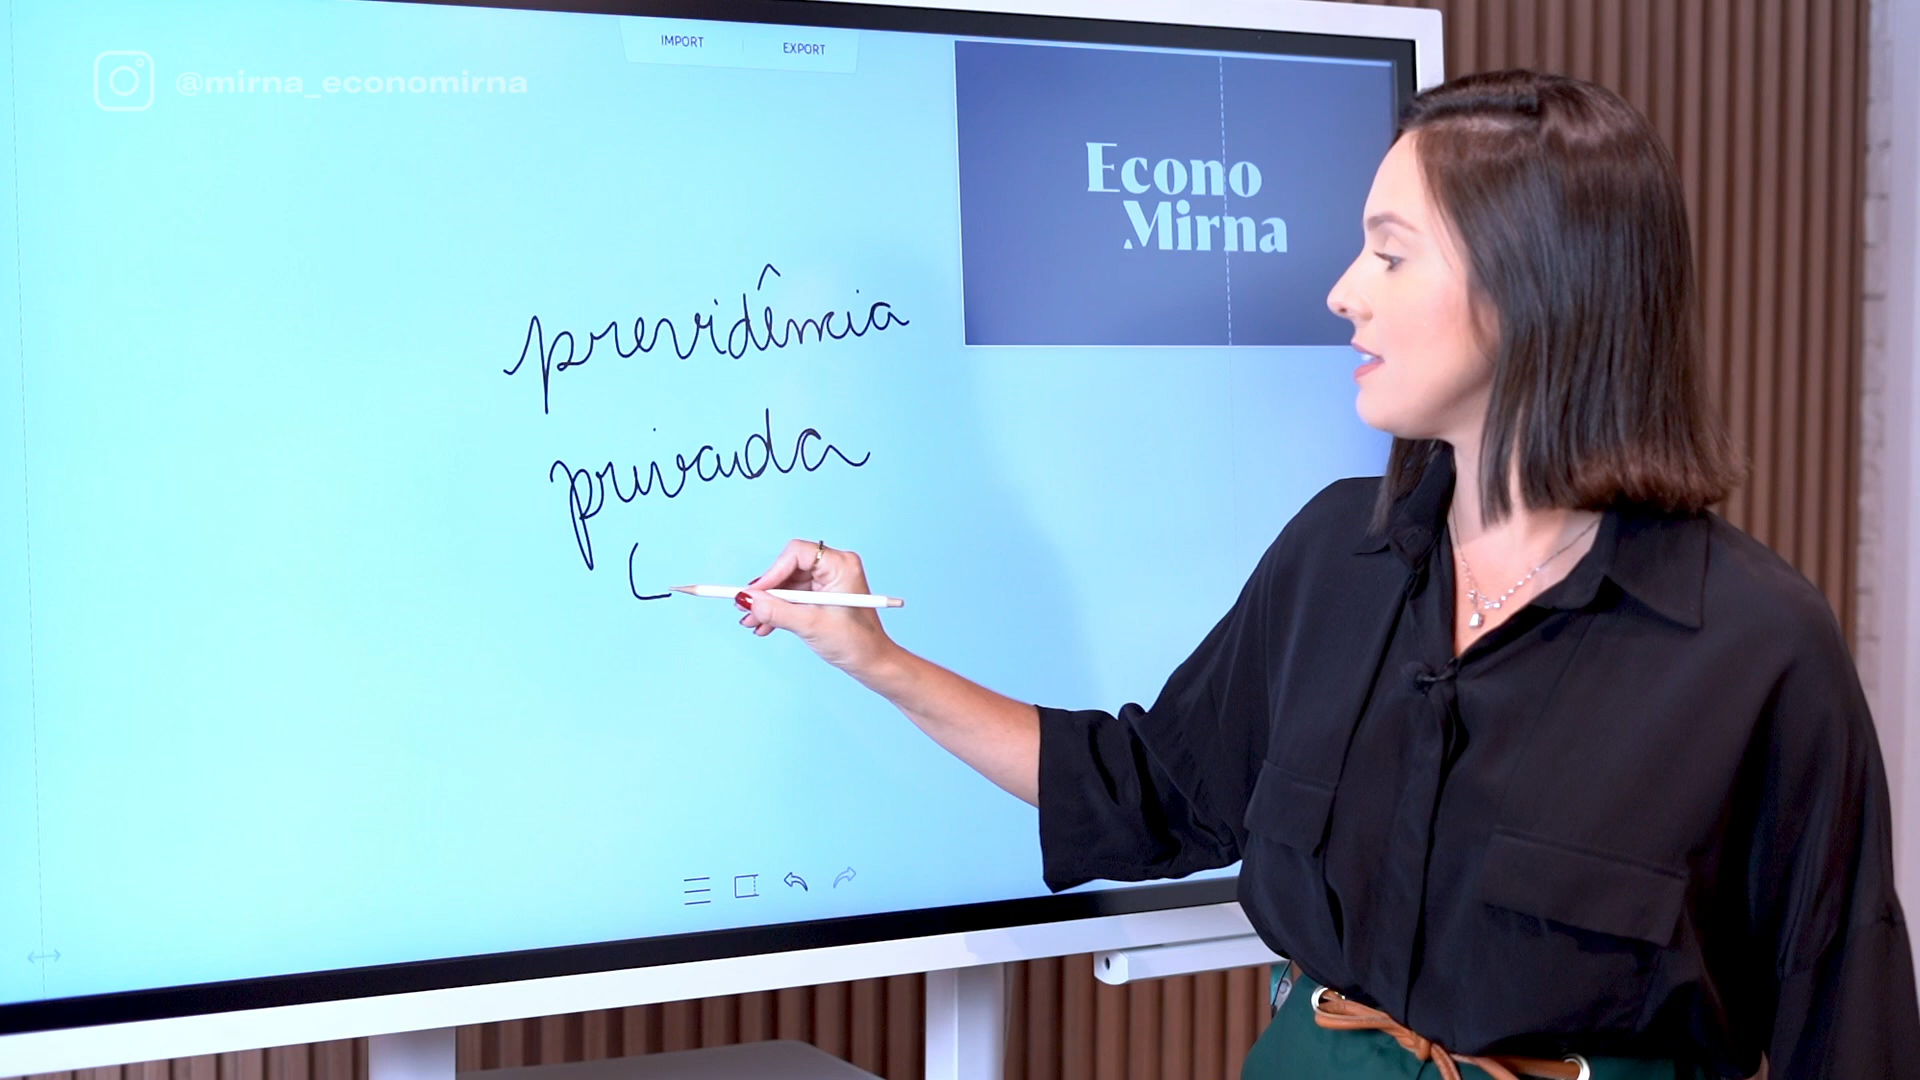 IMPORT EXPORT
@mirna_economirna
Econo
Mirna
previdência
privada